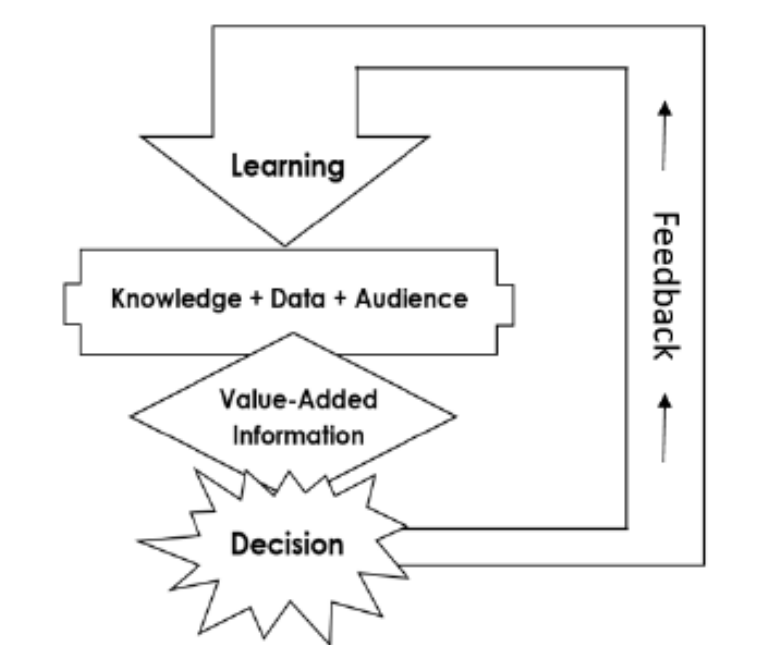 Learning
Knowledge + Data + Audience
Value-Added
Information
Decision
Feedback